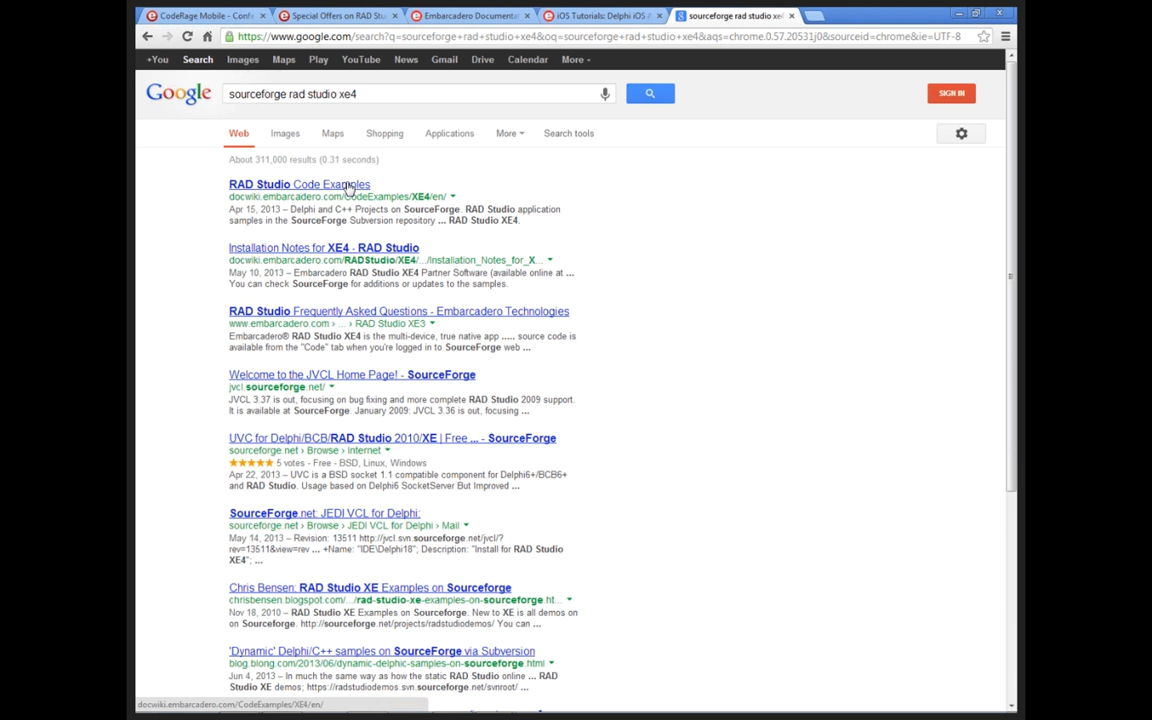 CodeRage Mobile - Confe
Special Offers on RAD Stu
Embarcadero Documentat
iOS Tutorials: Delphi iOS A
sourceforge rad studio xe4
https://www.google.com/search?q=sourceforge+rad+studio+xe4&oq=sourceforge+rad+studio+xe4&aqs=chrome.0.57.20531j0&sourceid=chrome&ie=UTF-8
+You Search Images Maps Play YouTube News Gmail Drive Calendar More
Google sourceforge rad studio xe4 SIGN IN
Web Images Maps Shopping Applications More Search tools
About 311,000 results (0.31 seconds)
RAD Studio Code Examples
docwiki.embarcadero.com/CodeExamples/XE4/en/
Apr 15, 2013 – Delphi and C++ Projects on SourceForge. RAD Studio application
samples in the SourceForge Subversion repository ... RAD Studio XE4.
Installation Notes for XE4 - RAD Studio
docwiki.embarcadero.com/RADStudio/XE4/.../Installation_Notes_for_X...
May 10, 2013 – Embarcadero RAD Studio XE4 Partner Software (available online at ...
You can check SourceForge for additions or updates to the samples.
RAD Studio Frequently Asked Questions - Embarcadero Technologies
www.embarcadero.com › ... › RAD Studio XE3
Embarcadero® RAD Studio XE4 is the multi-device, true native app ..... source code is
available from the "Code" tab when you're logged in to SourceForge web ...
Welcome to the JVCL Home Page! - SourceForge
jvcl.sourceforge.net/
JVCL 3.37 is out, focusing on bug fixing and more complete RAD Studio 2009 support.
It is available at SourceForge. January 2009: JVCL 3.36 is out, focusing ...
UVC for Delphi/BCB/RAD Studio 2010/XE | Free ... - SourceForge
sourceforge.net › Browse › Internet
5 votes - Free - BSD, Linux, Windows
Apr 22, 2013 – UVC is a BSD socket 1.1 compatible component for Delphi6+/BCB6+
and RAD Studio. Usage based on Delphi6 SocketServer But Improved ...
SourceForge.net: JEDI VCL for Delphi:
sourceforge.net › Browse › JEDI VCL for Delphi › Mail
May 14, 2013 – Revision: 13511 http://jvcl.svn.sourceforge.net/jvcl/?
rev=13511&view=rev ... +Name: "IDE\Delphi18"; Description: "Install for RAD Studio
XE4"; ...
Chris Bensen: RAD Studio XE Examples on Sourceforge
chrisbensen.blogspot.com/.../rad-studio-xe-examples-on-sourceforge.ht...
Nov 18, 2010 – RAD Studio XE Examples on Sourceforge. New to XE is all demos on
on Sourceforge. http://sourceforge.net/projects/radstudiodemos/ You can ...
'Dynamic' Delphi/C++ samples on SourceForge via Subversion
blog.blong.com/2013/06/dynamic-delphic-samples-on-sourceforge.html
Jun 4, 2013 – In much the same way as how the static RAD Studio online ... RAD
Studio XE demos; https://radstudiodemos.svn.sourceforge.net/svnroot/ ...
docwiki.embarcadero.com/CodeExamples/XE4/en/